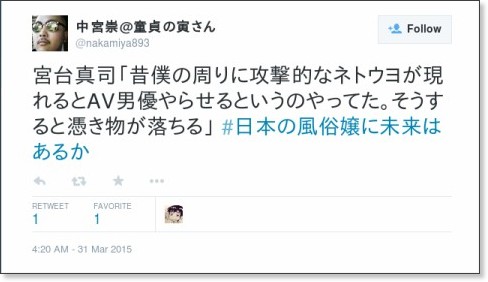 中宮崇@童貞の寅さん
@nakamiya893
Follow
宮台真司「昔僕の周りに攻撃的なネトウヨが現
れるとAV男優やらせるというのやってた。そうす
ると憑き物が落ちる」 #日本の風俗嬢に未来は
あるか
RETWEET
1
FAVORITE
1
4:20 AM - 31 Mar 2015